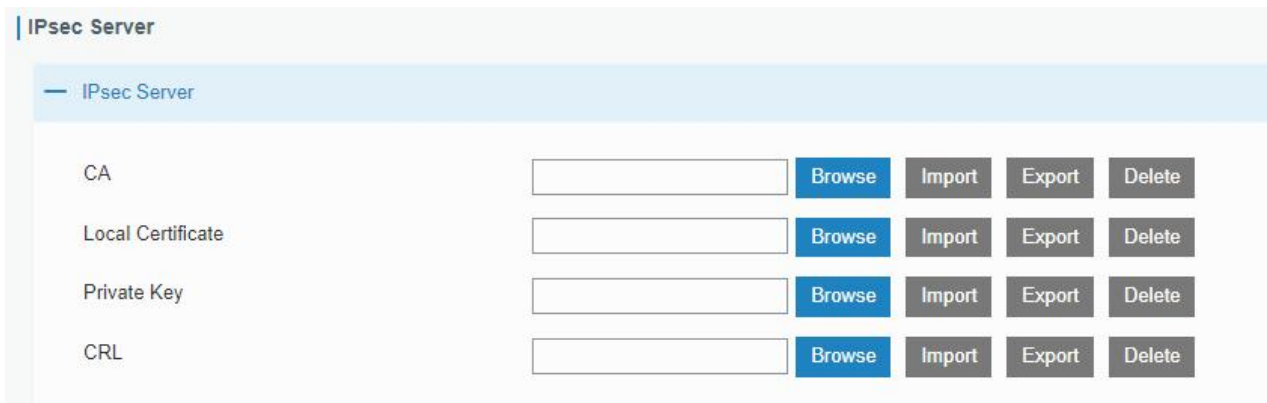 IPsec Server
IPsec Server
CA Browse Import Export Delete
Local Certificate Browse Import Export Delete
Private Key Browse Import Export Delete
CRL Browse Import Export Delete